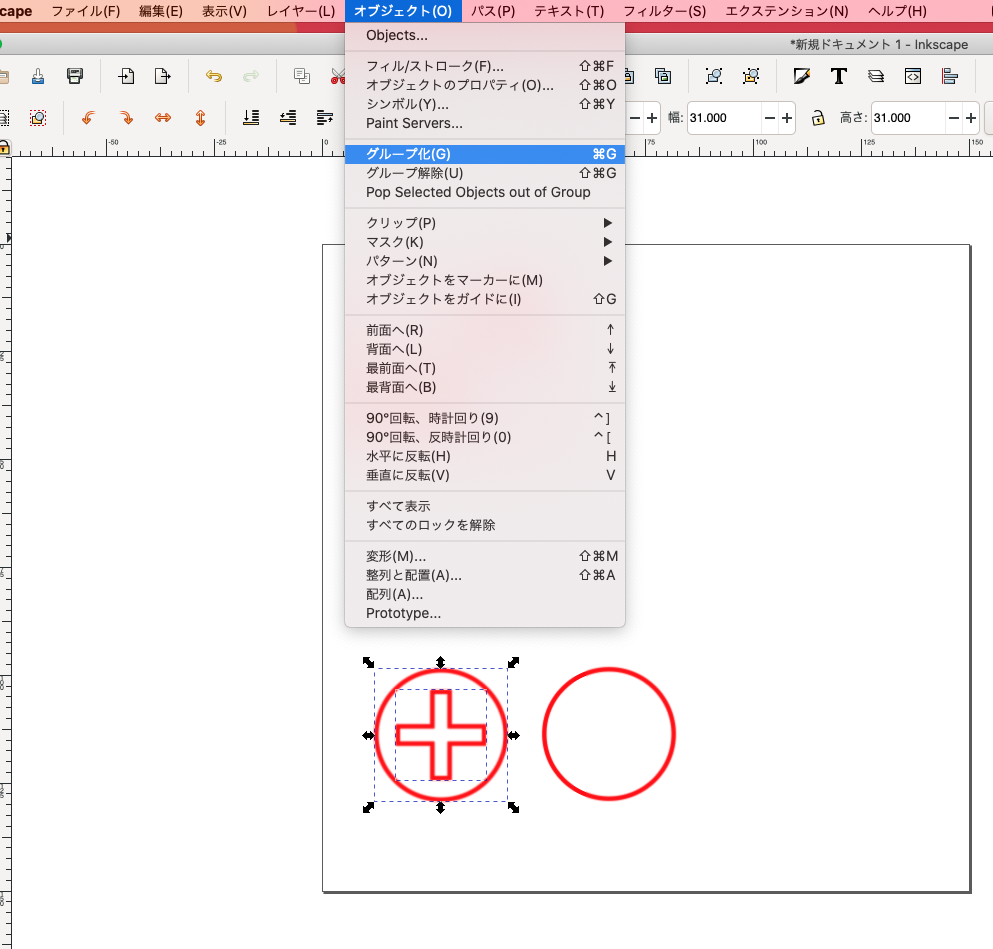 cape ファイル(F) 編集(E) 表示(V) レイヤー(L) オブジェクト(O) パス(P) テキスト(T) フィルター(S) エクステンション(N) ヘルプ(H)
*新規ドキュメント 1 - Inkscape
幅: 31.000 高さ: 31.000
-50 -25 0 75 100 125 150
Objects...
フィル/ストローク(F)... ⇧⌘F
オブジェクトのプロパティ(O)... ⇧⌘O
シンボル(Y)... ⇧⌘Y
Paint Servers...
グループ化(G) ⌘G
グループ解除(U) ⇧⌘G
Pop Selected Objects out of Group
クリップ(P) ▶
マスク(K) ▶
パターン(N) ▶
オブジェクトをマーカーに(M)
オブジェクトをガイドに(I) ⇧G
前面へ(R) ↑
背面へ(L) ↓
最前面へ(T) ⤒
最背面へ(B) ⤓
90°回転、時計回り(9) ^ ]
90°回転、反時計回り(0) ^ [
水平に反転(H) H
垂直に反転(V) V
すべて表示
すべてのロックを解除
変形(M)... ⇧⌘M
整列と配置(A)... ⇧⌘A
配列(A)...
Prototype...